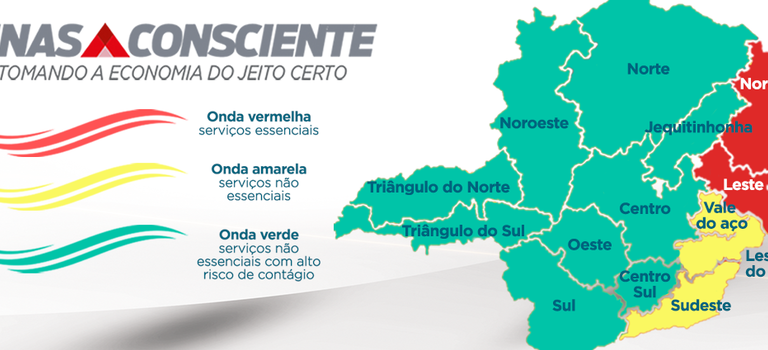 NAS CONSCIENTE
TOMANDO A ECONOMIA DO JEITO CERTO
Onda vermelha
serviços essenciais
Onda amarela
serviços não
essenciais
Onda verde
serviços não
essenciais com alto
risco de contágio
Norte
Nor
Noroeste
Jequitinhonha
Triângulo do Norte
Leste
Centro
Vale
do aço
Triângulo do Sul
Oeste
Les
do
Centro
Sul
Sul
Sudeste